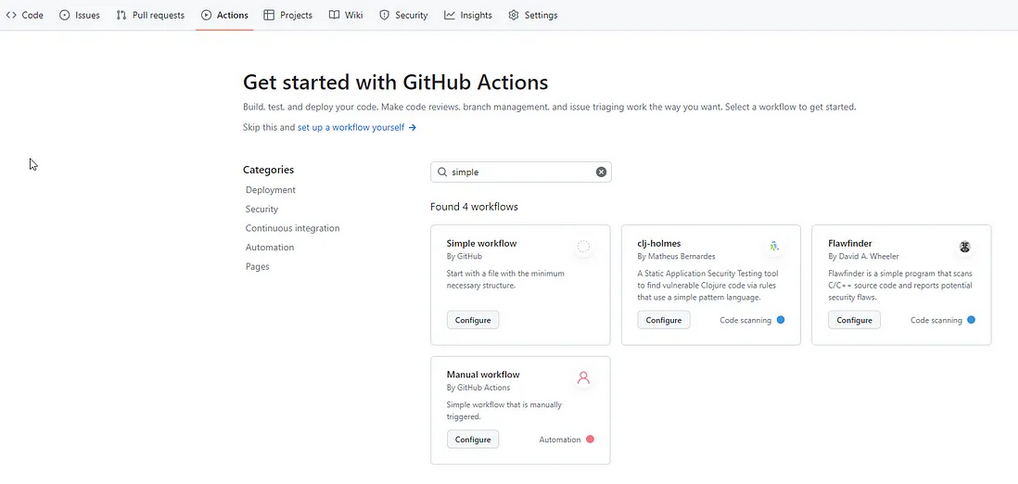 Code Issues Pull requests Actions Projects Wiki Security Insights Settings
Get started with GitHub Actions
Build, test, and deploy your code. Make code reviews, branch management, and issue triaging work the way you want. Select a workflow to get started.
Skip this and set up a workflow yourself →
Categories
Deployment
Security
Continuous integration
Automation
Pages
simple
Found 4 workflows
Simple workflow
By GitHub
Start with a file with the minimum
necessary structure.
Configure
clj-holmes
By Matheus Bernardes
A Static Application Security Testing tool
to find vulnerable Clojure code via rules
that use a simple pattern language.
Configure Code scanning
Flawfinder
By David A. Wheeler
Flawfinder is a simple program that scans
C/C++ source code and reports potential
security flaws.
Configure Code scanning
Manual workflow
By GitHub Actions
Simple workflow that is manually
triggered.
Configure Automation